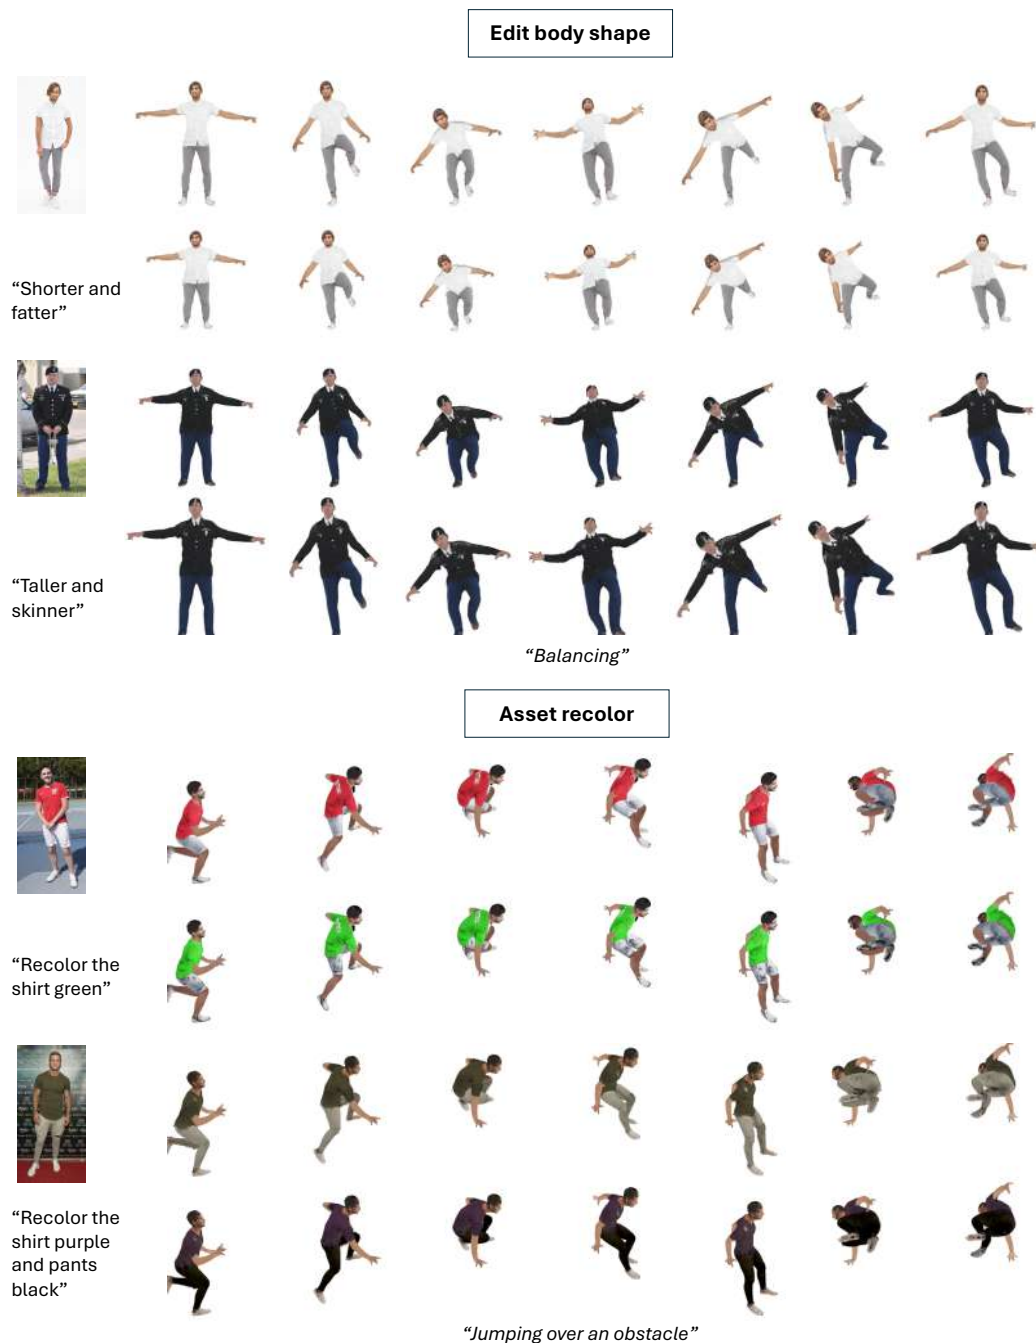 Edit body shape
“Shorter and
fatter”
“Taller and
skinner”
“Balancing”
Asset recolor
“Recolor the
shirt green”
“Recolor the
shirt purple
and pants
black”
“Jumping over an obstacle”